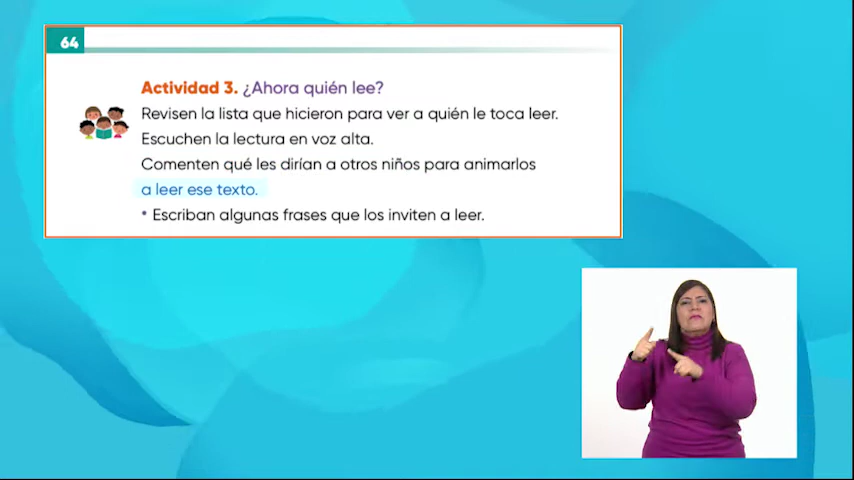 64
Actividad 3. ¿Ahora quién lee?
Revisen la lista que hicieron para ver a quién le toca leer.
Escuchen la lectura en voz alta.
Comenten qué les dirían a otros niños para animarlos
a leer ese texto.
• Escriban algunas frases que los inviten a leer.